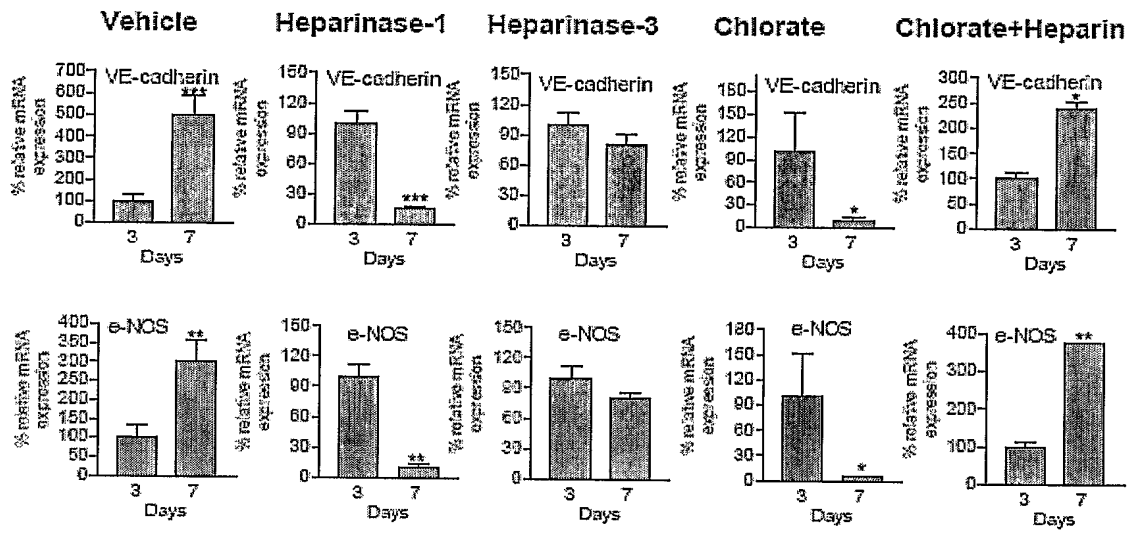 Vehicle Heparinase-1 Heparinase-3 Chlorate Chlorate+Heparin
% relative mRNA expression
700
600
500
400
300
200
100
0
VE-cadherin
***
3 7
Days
% relative mRNA expression
150
120
90
60
30
0
VE-cadherin
***
3 7
Days
% relative mRNA expression
150
120
90
60
30
0
VE-cadherin
3 7
Days
% relative mRNA expression
180
150
120
90
60
30
0
VE-cadherin
*
3 7
Days
% relative mRNA expression
300
250
200
150
100
50
0
VE-cadherin
*
3 7
Days
% relative mRNA expression
400
350
300
250
200
150
100
50
0
e-NOS
**
3 7
Days
% relative mRNA expression
150
120
90
60
30
0
e-NOS
**
3 7
Days
% relative mRNA expression
150
120
90
60
30
0
e-NOS
3 7
Days
% relative mRNA expression
180
150
120
90
60
30
0
e-NOS
*
3 7
Days
% relative mRNA expression
400
300
200
100
0
e-NOS
**
3 7
Days